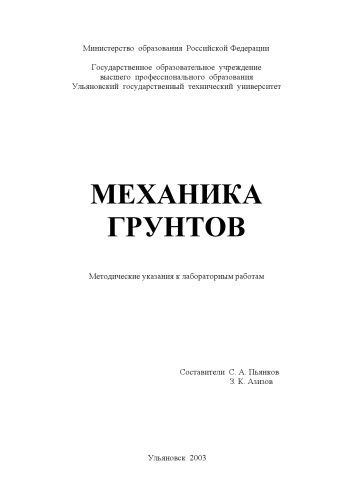 Министерство образования Российской Федерации
Государственное образовательное учреждение
высшего профессионального образования
Ульяновский государственный технический университет
МЕХАНИКА
ГРУНТОВ
Методические указания к лабораторным работам
Составители С. А. Пьянков
З. К. Азизов
Ульяновск 2003